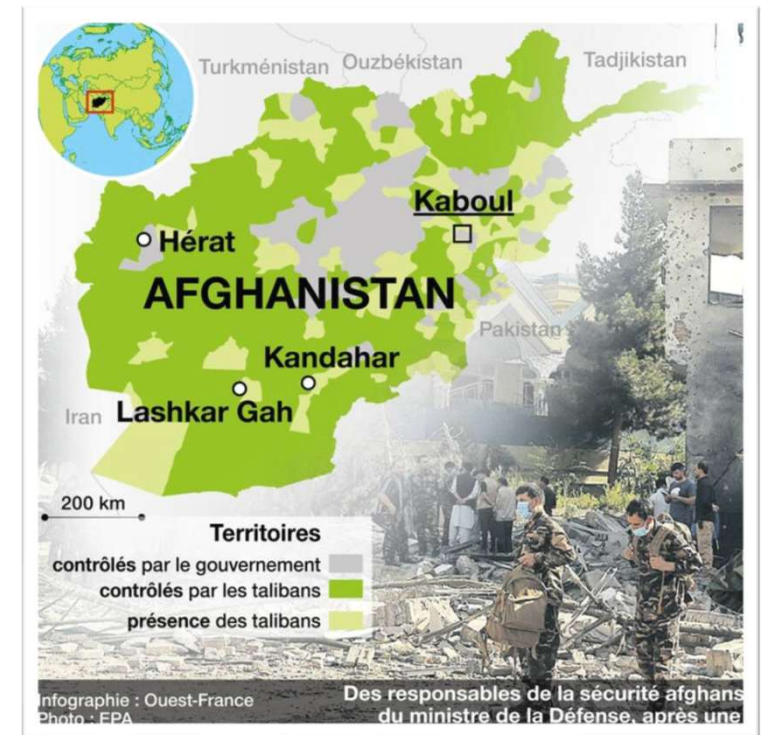 Turkménistan
Ouzbékistan
Tadjikistan
Kaboul
Hérat
AFGHANISTAN
Pakistan
Kandahar
Iran
Lashkar Gah
200 km
Territoires
contrôlés par le gouvernement
contrôlés par les talibans
présence des talibans
Infographie : Ouest-France
Photo : EPA
Des responsables de la sécurité afghans
du ministre de la Défense, après une